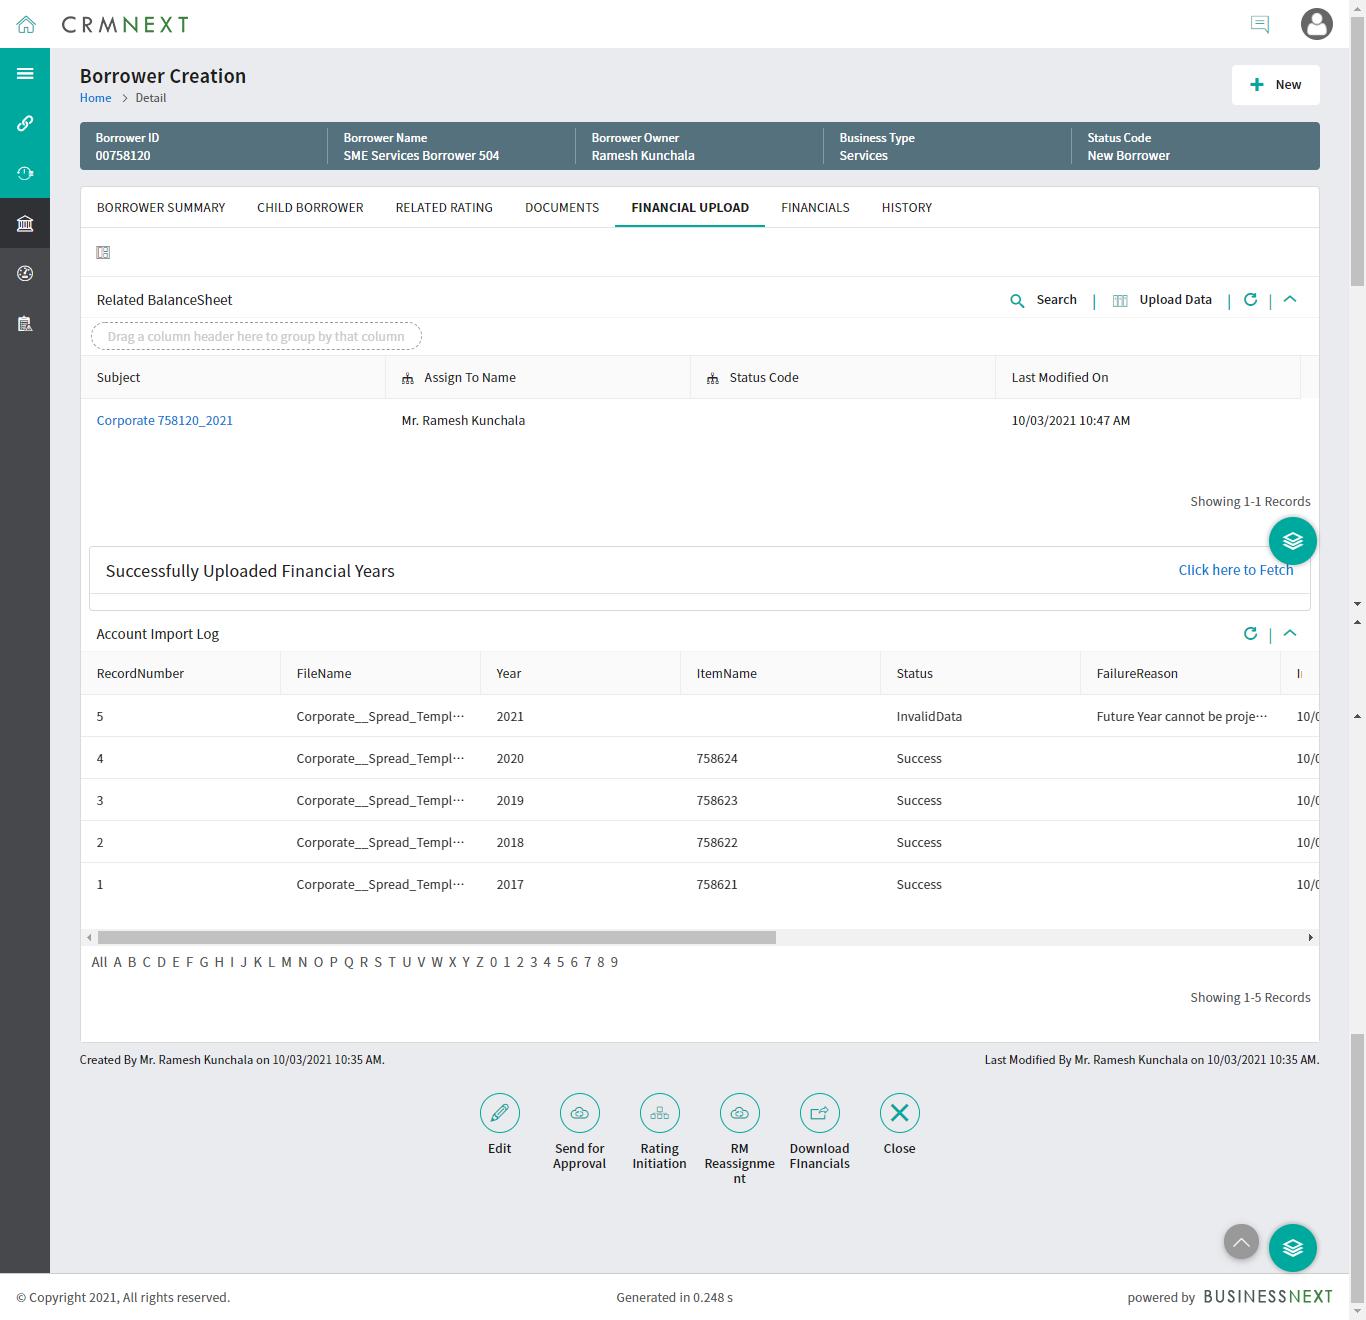 CRMNEXT
Borrower Creation
Home > Detail
New
Borrower ID
00758120
Borrower Name
SME Services Borrower 504
Borrower Owner
Ramesh Kunchala
Business Type
Services
Status Code
New Borrower
BORROWER SUMMARY CHILD BORROWER RELATED RATING DOCUMENTS FINANCIAL UPLOAD FINANCIALS HISTORY
Related BalanceSheet Search | Upload Data | |
Drag a column header here to group by that column
Subject Assign To Name Status Code Last Modified On
Corporate 758120_2021 Mr. Ramesh Kunchala 10/03/2021 10:47 AM
Showing 1-1 Records
Successfully Uploaded Financial Years Click here to Fetch
Account Import Log |
RecordNumber FileName Year ItemName Status FailureReason
5 Corporate__Spread_Templ··· 2021 InvalidData Future Year cannot be proje··· 10/0
4 Corporate__Spread_Templ··· 2020 758624 Success 10/0
3 Corporate__Spread_Templ··· 2019 758623 Success 10/0
2 Corporate__Spread_Templ··· 2018 758622 Success 10/0
1 Corporate__Spread_Templ··· 2017 758621 Success 10/0
All A B C D E F G H I J K L M N O P Q R S T U V W X Y Z 0 1 2 3 4 5 6 7 8 9
Showing 1-5 Records
Created By Mr. Ramesh Kunchala on 10/03/2021 10:35 AM. Last Modified By Mr. Ramesh Kunchala on 10/03/2021 10:35 AM.
Edit
Send for
Approval
Rating
Initiation
RM
Reassignme
nt
Download
FInancials
Close
© Copyright 2021, All rights reserved. Generated in 0.248 s powered by BUSINESSNEXT